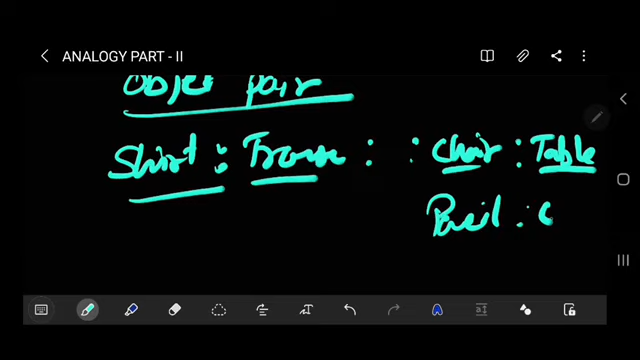 ANALOGY PART - II
Object pair
Shirt : Trouser : : Chair : Table
Pencil :